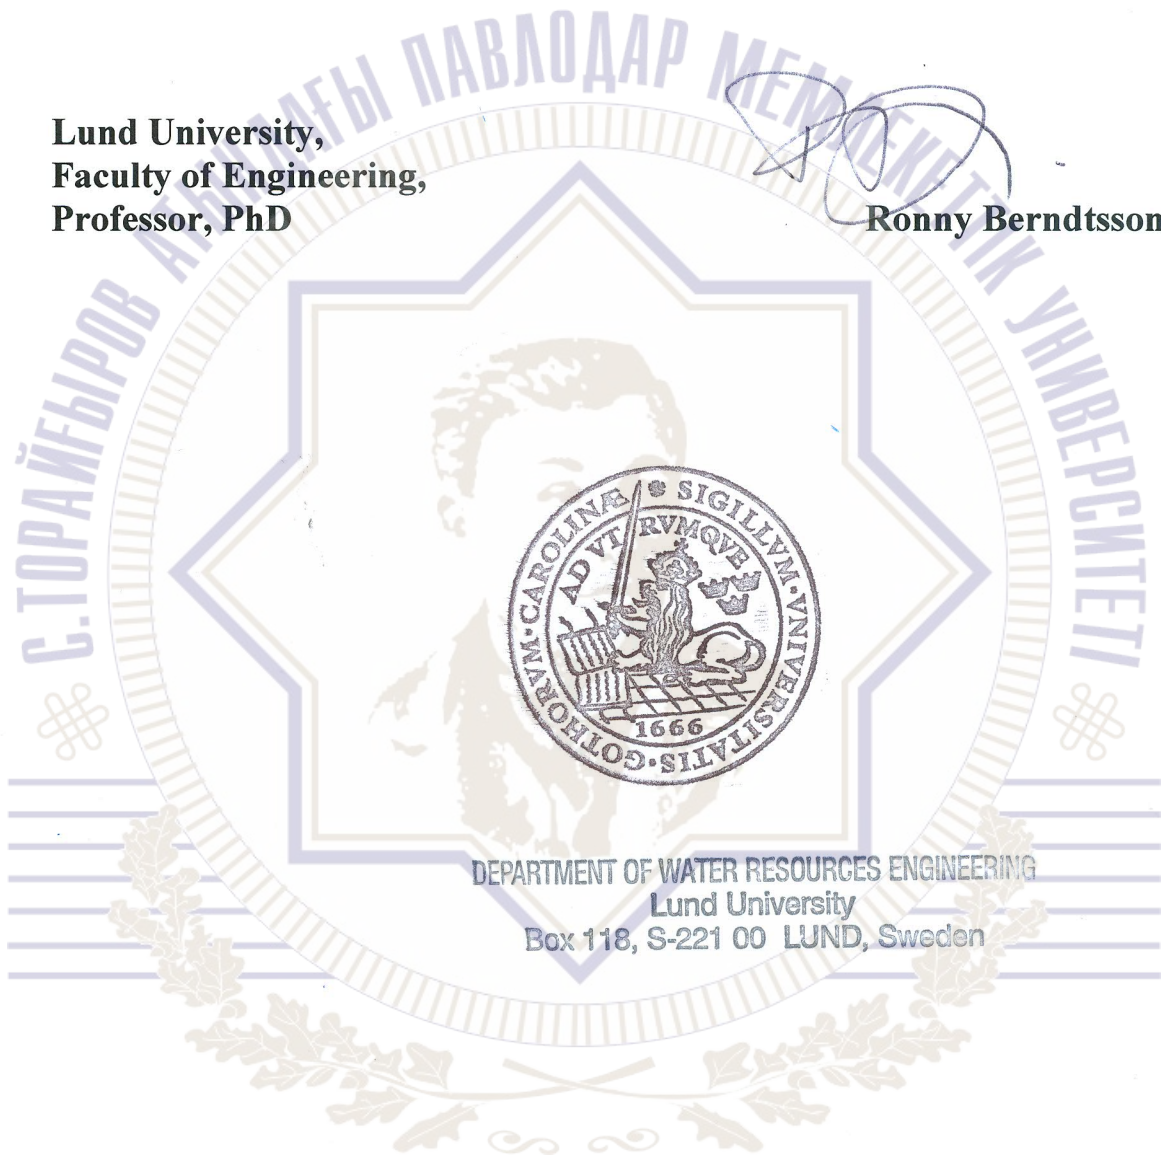 С.ТОРАЙҒЫРОВ АТЫНДАҒЫ ПАВЛОДАР МЕМЛЕКЕТТІК УНИВЕРСИТЕТІ
Lund University,
Faculty of Engineering,
Professor, PhD
Ronny Berndtsson
SIGILLVM·VNIVERSITATIS·GOTHORVM·CAROLINÆ
AD VTRVMQVE
1666
DEPARTMENT OF WATER RESOURCES ENGINEERING
Lund University
Box 118, S-221 00 LUND, Sweden